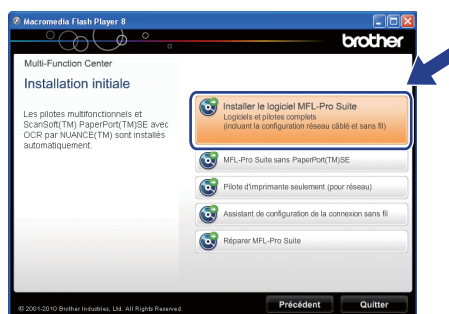 Macromedia Flash Player 8
brother
Multi-Function Center
Installation initiale
Les pilotes multifonctionnels et
ScanSoft(TM) PaperPort(TM)SE avec
OCR par NUANCE(TM) sont installés
automatiquement.
Installer le logiciel MFL-Pro Suite
Logiciels et pilotes complets
(incluant la configuration réseau câblé et sans fil)
MFL-Pro Suite sans PaperPort(TM)SE
Pilote d'imprimante seulement (pour réseau)
Assistant de configuration de la connexion sans fil
Réparer MFL-Pro Suite
© 2001-2010 Brother Industries, Ltd. All Rights Reserved.
Précédent
Quitter